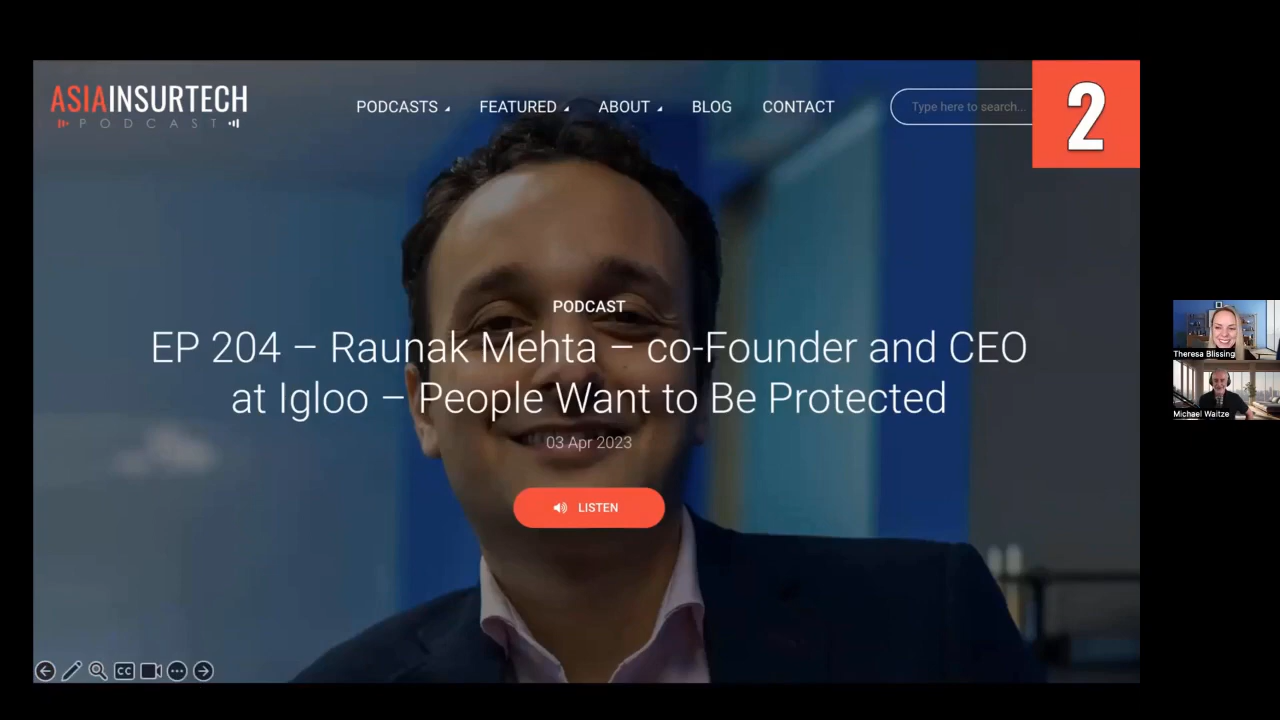 ASIAINSURTECH
PODCAST
PODCASTS
FEATURED
ABOUT
BLOG
CONTACT
Type here to search...
2
PODCAST
EP 204 – Raunak Mehta – co-Founder and CEO
at Igloo – People Want to Be Protected
03 Apr 2023
LISTEN
Theresa Blissing
Michael Waitze
CC